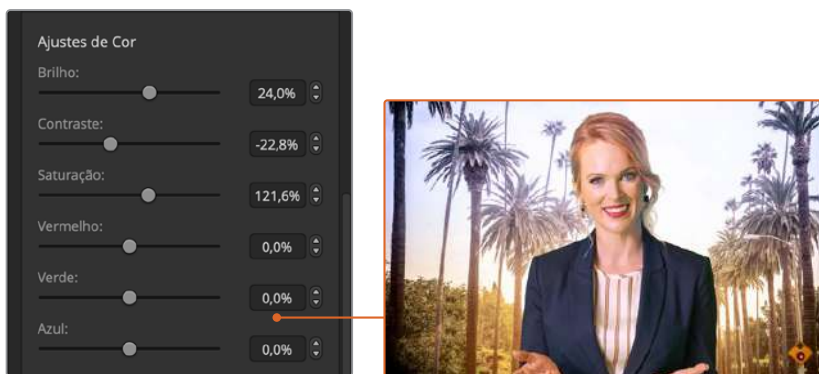 Ajustes de Cor
Brilho:
24,0%
Contraste:
-22,8%
Saturação:
121,6%
Vermelho:
0,0%
Verde:
0,0%
Azul:
0,0%